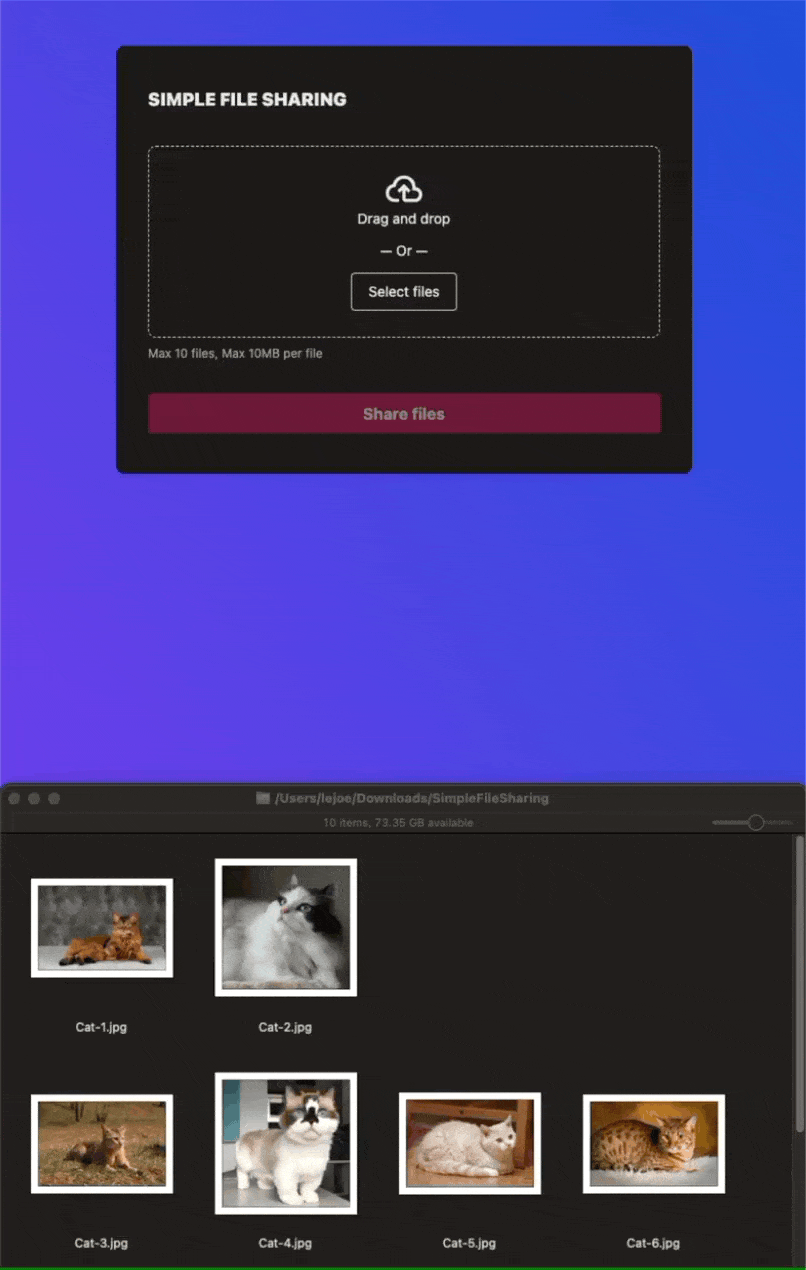 SIMPLE FILE SHARING
Drag and drop
— Or —
Select files
Max 10 files, Max 10MB per file
Share files
/Users/lejoe/Downloads/SimpleFileSharing
10 items, 73.35 GB available
Cat-1.jpg
Cat-2.jpg
Cat-3.jpg
Cat-4.jpg
Cat-5.jpg
Cat-6.jpg